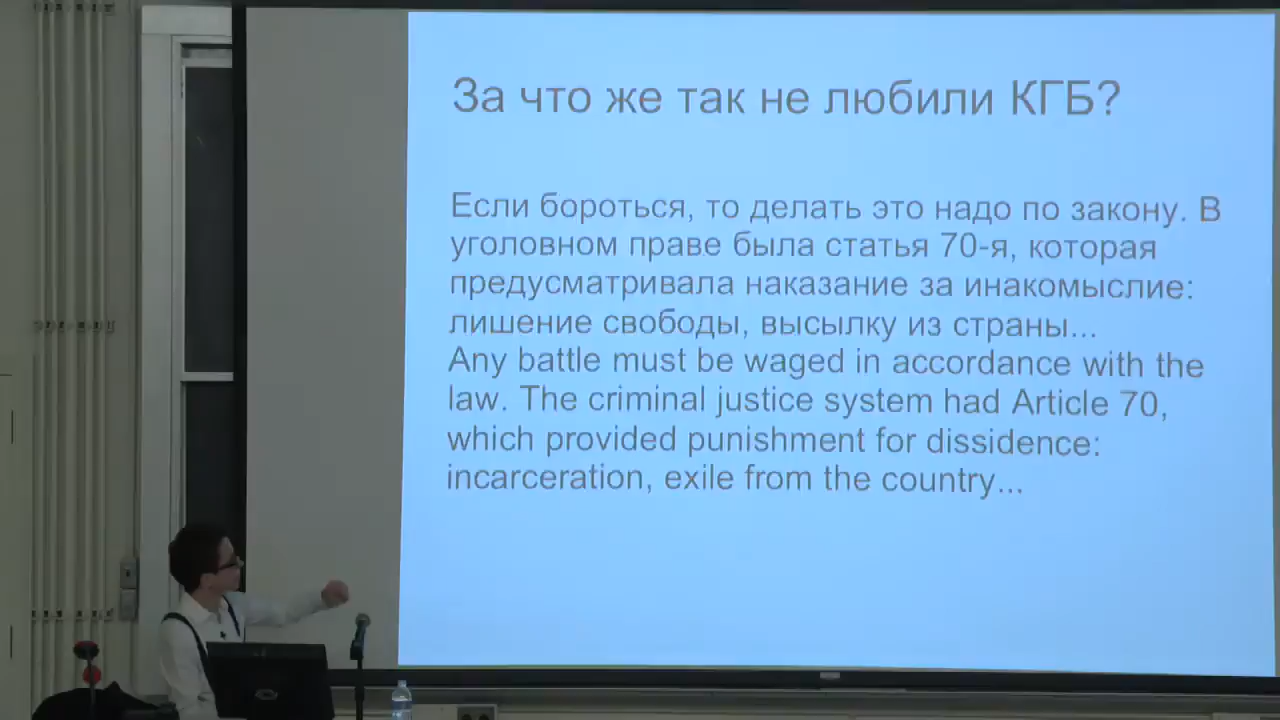 За что же так не любили КГБ?
Если бороться, то делать это надо по закону. В
уголовном праве была статья 70-я, которая
предусматривала наказание за инакомыслие:
лишение свободы, высылку из страны...
Any battle must be waged in accordance with the
law. The criminal justice system had Article 70,
which provided punishment for dissidence:
incarceration, exile from the country...